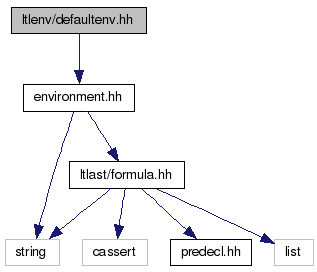 ltlenv/defaultenv.hh
environment.hh
ltlast/formula.hh
string
cassert
predecl.hh
list